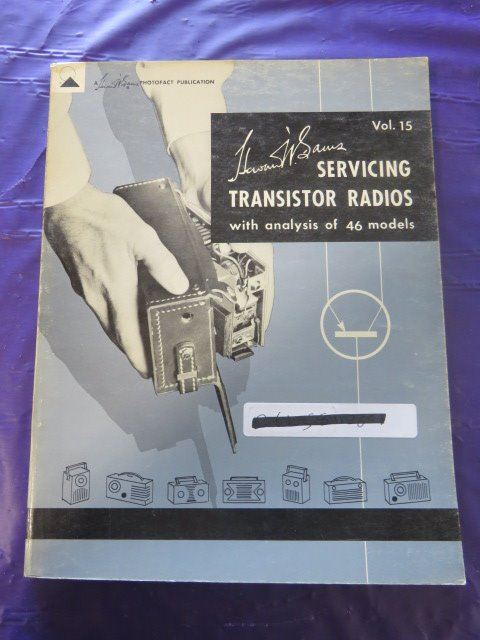 A Howard W. Sams PHOTOFACT PUBLICATION
Vol. 15
Howard W. Sams
SERVICING
TRANSISTOR RADIOS
with analysis of 46 models